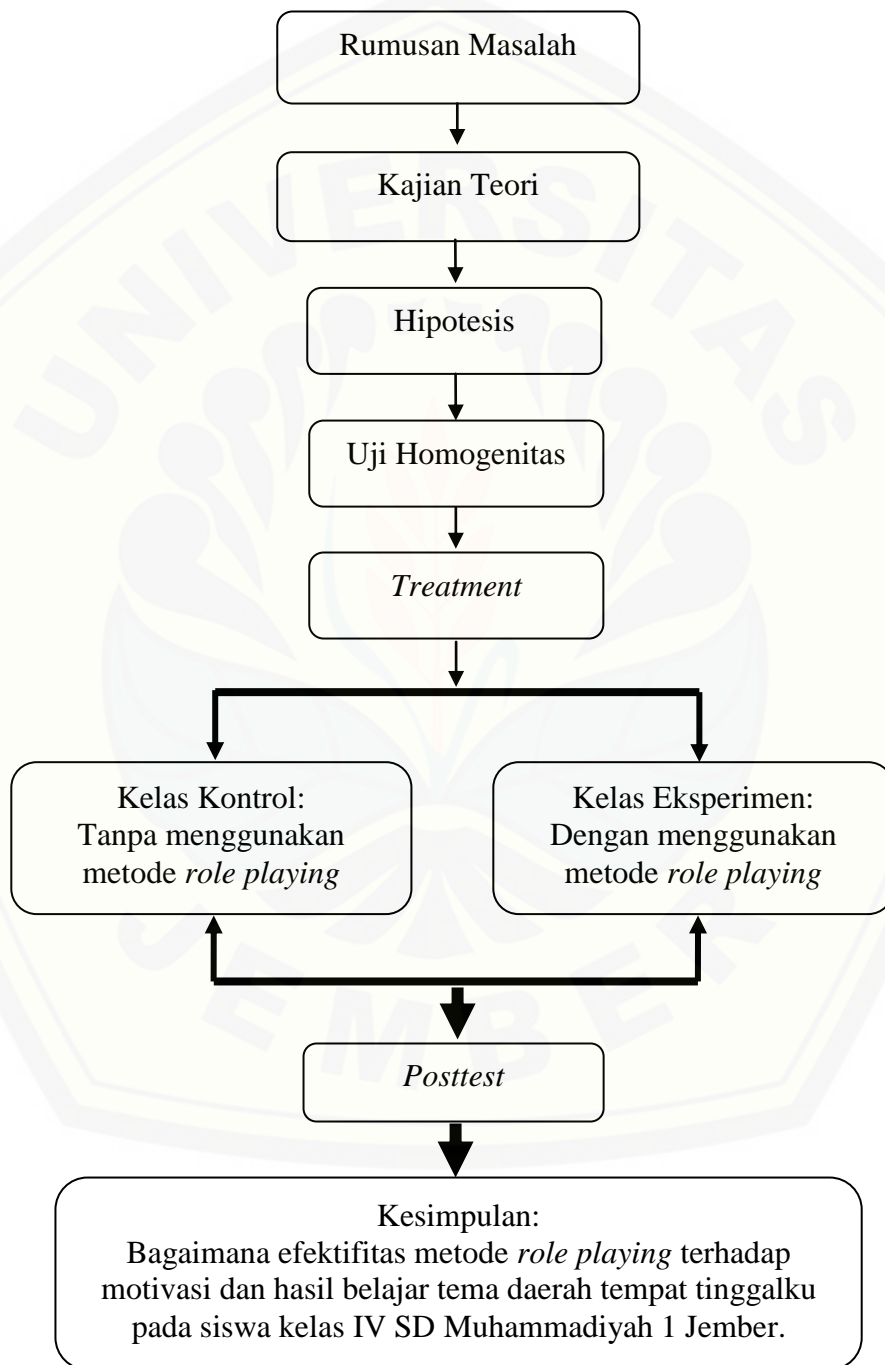 Rumusan Masalah
Kajian Teori
Hipotesis
Uji Homogenitas
Treatment
Kelas Kontrol:
Tanpa menggunakan
metode role playing
Kelas Eksperimen:
Dengan menggunakan
metode role playing
Posttest
Kesimpulan:
Bagaimana efektifitas metode role playing terhadap
motivasi dan hasil belajar tema daerah tempat tinggalku
pada siswa kelas IV SD Muhammadiyah 1 Jember.
UNIVERSITAS
JEMBER